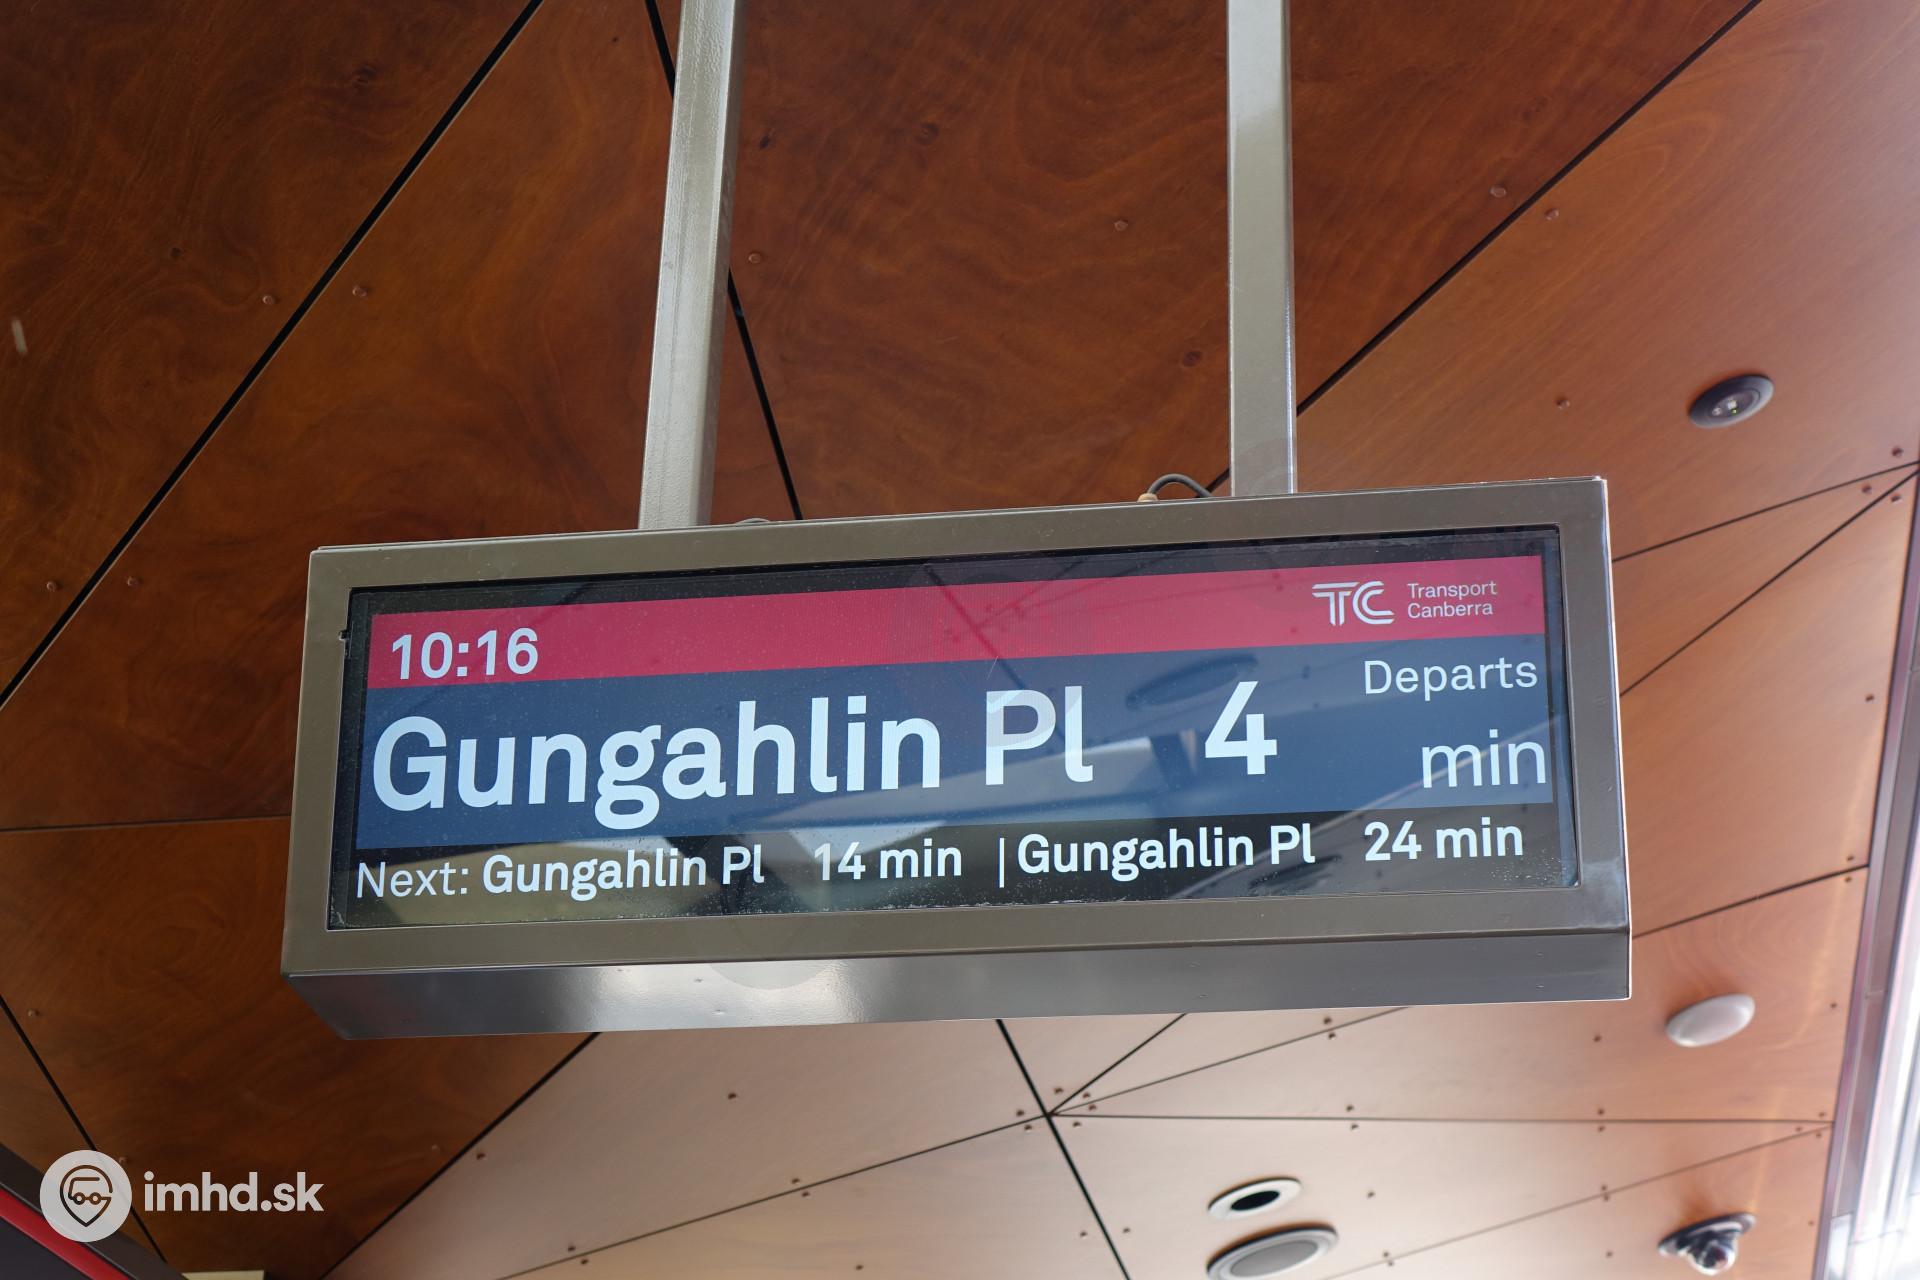 10:16
TC Transport
Canberra
Gungahlin Pl 4 Departs
min
Next: Gungahlin Pl 14 min | Gungahlin Pl 24 min
imhd.sk